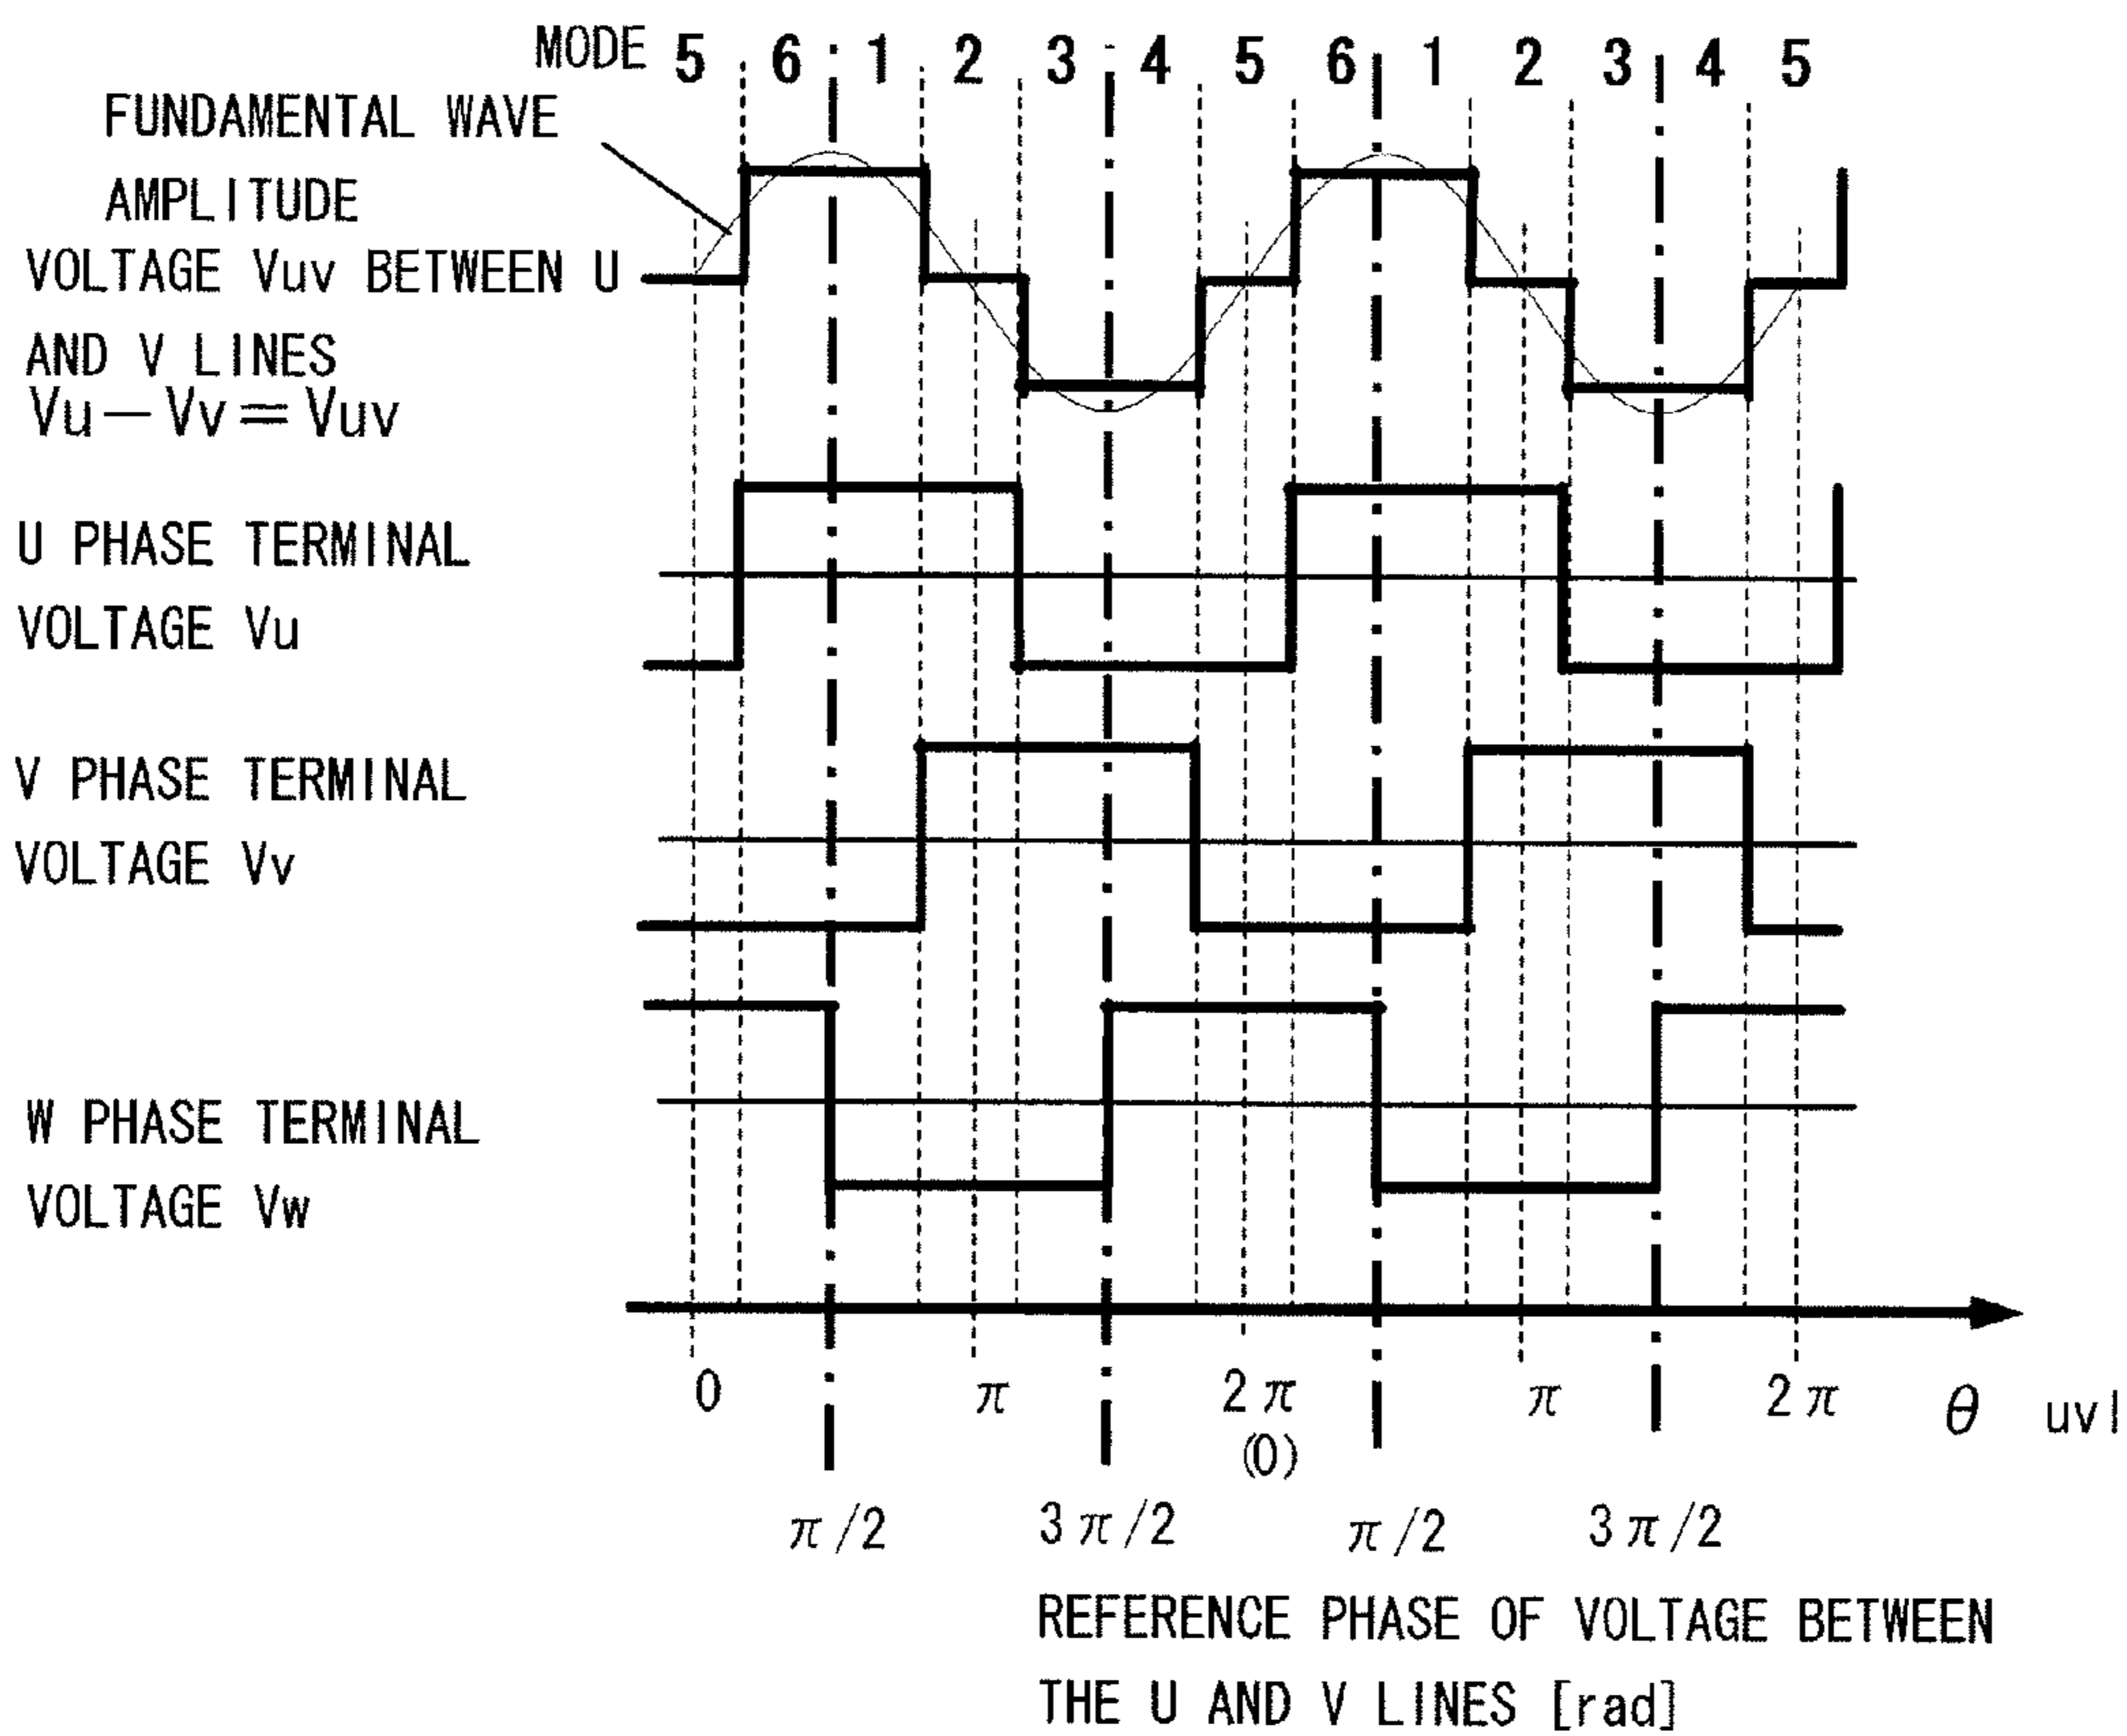 MODE 5 6 1 2 3 4 5 6 1 2 3 4 5
FUNDAMENTAL WAVE
AMPLITUDE
VOLTAGE Vuv BETWEEN U
AND V LINES
Vu－Vv＝Vuv
U PHASE TERMINAL
VOLTAGE Vu
V PHASE TERMINAL
VOLTAGE Vv
W PHASE TERMINAL
VOLTAGE Vw
0 π 2π π 2π θ uvl
(0)
π/2 3π/2 π/2 3π/2
REFERENCE PHASE OF VOLTAGE BETWEEN
THE U AND V LINES [rad]